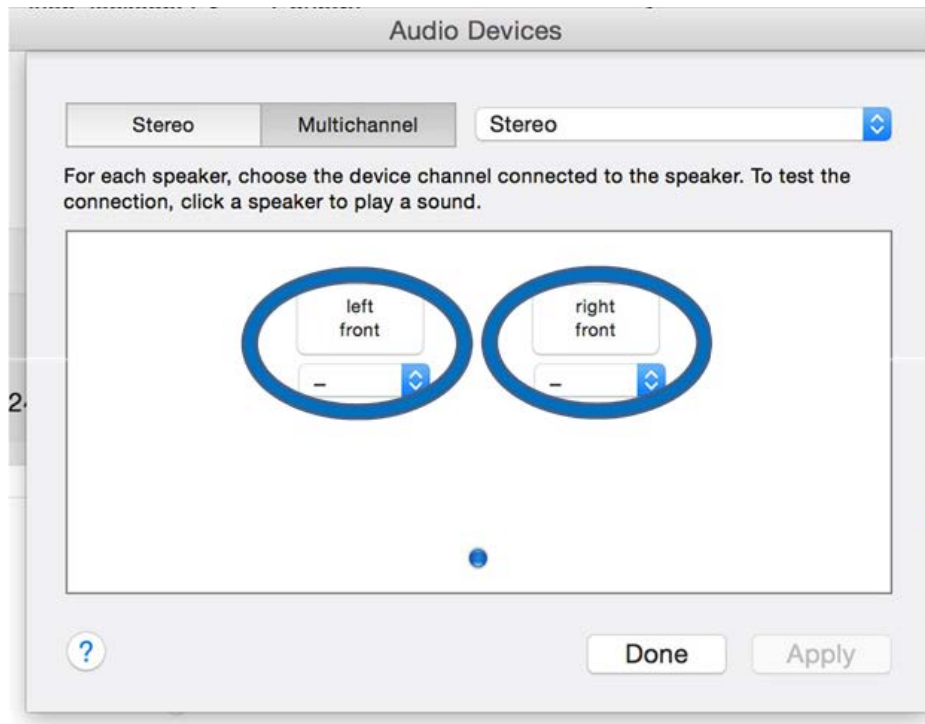 Audio Devices
Stereo
Multichannel
Stereo
For each speaker, choose the device channel connected to the speaker. To test the
connection, click a speaker to play a sound.
left
front
right
front
–
–
2
?
Done
Apply